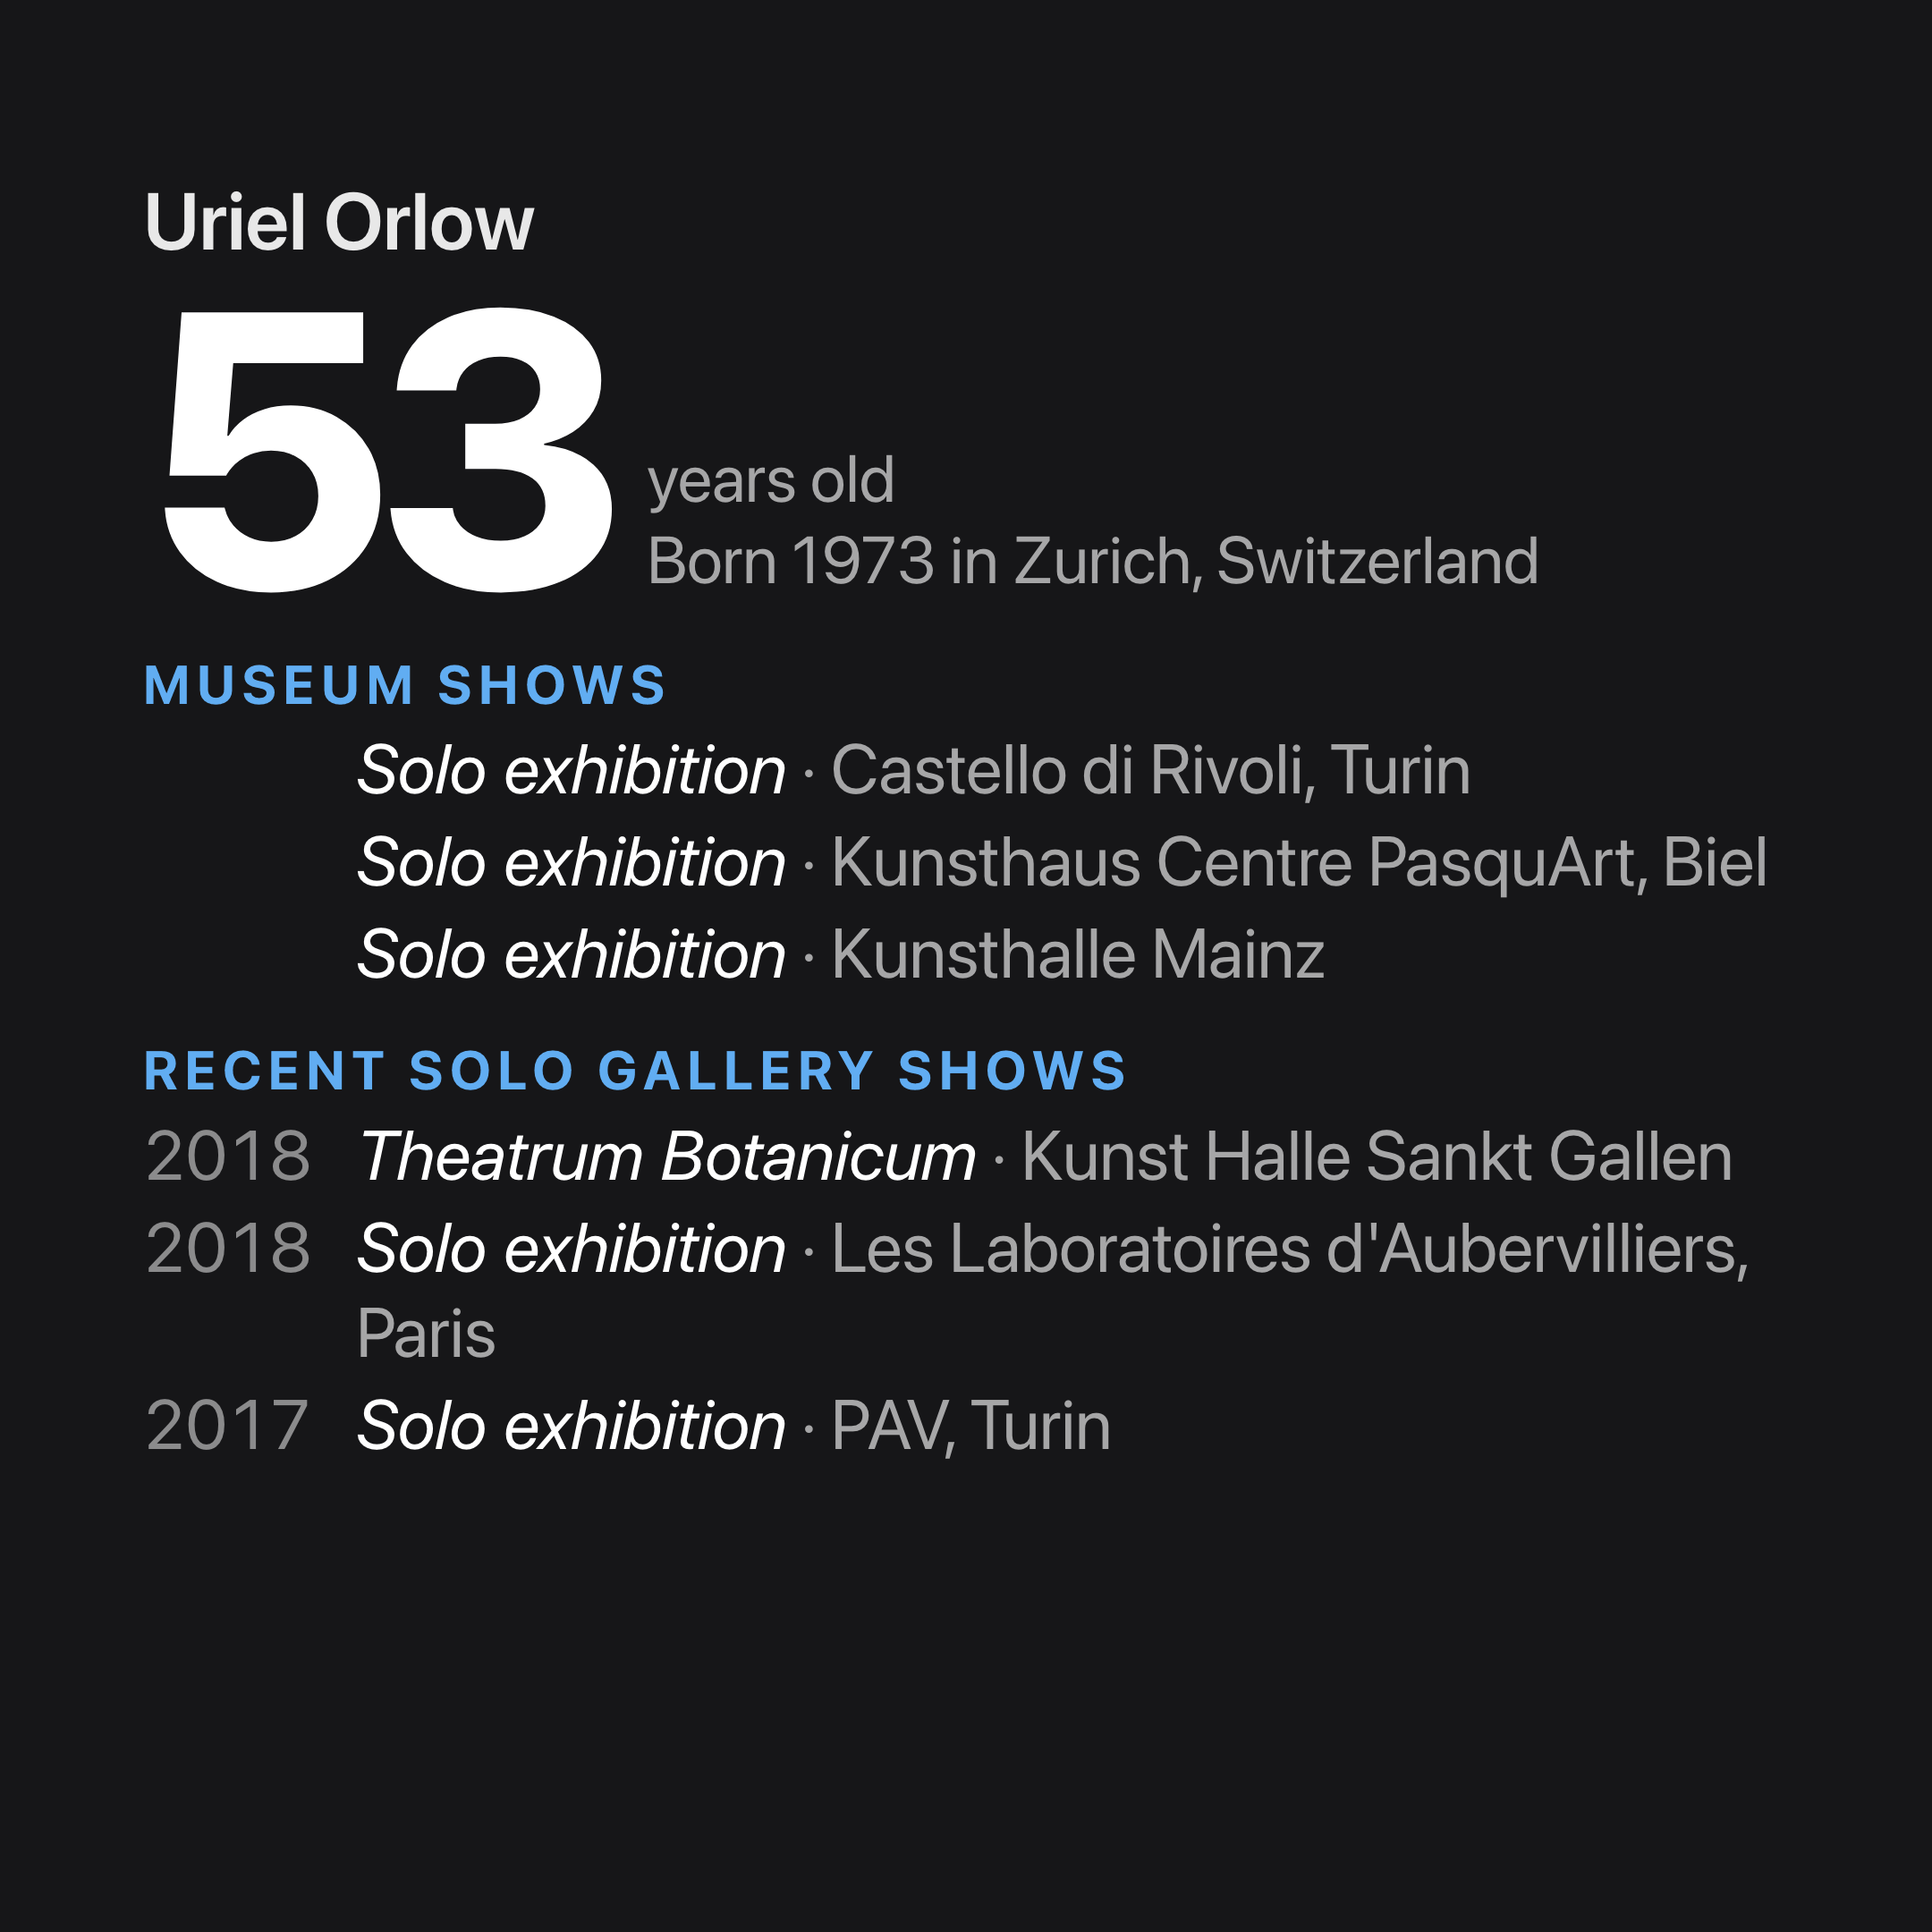 Uriel Orlow
53 years old
Born 1973 in Zurich, Switzerland
MUSEUM SHOWS
Solo exhibition · Castello di Rivoli, Turin
Solo exhibition · Kunsthaus Centre PasquArt, Biel
Solo exhibition · Kunsthalle Mainz
RECENT SOLO GALLERY SHOWS
2018 Theatrum Botanicum · Kunst Halle Sankt Gallen
2018 Solo exhibition · Les Laboratoires d'Aubervilliers,
Paris
2017 Solo exhibition · PAV, Turin